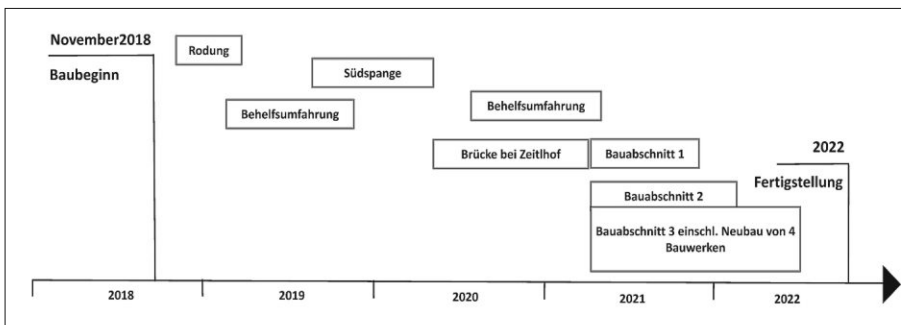 November2018
Baubeginn
Rodung
Südspange
Behelfsumfahrung
Behelfsumfahrung
Brücke bei Zeitlhof
Bauabschnitt 1
2022
Fertigstellung
Bauabschnitt 2
Bauabschnitt 3 einschl. Neubau von 4
Bauwerken
2018
2019
2020
2021
2022